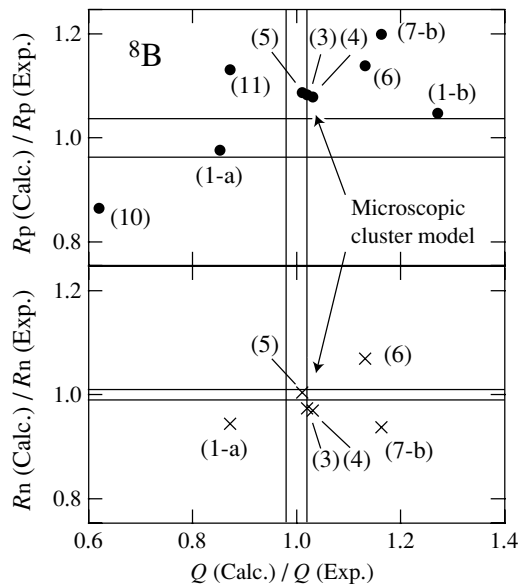 1.2
1.0
0.8
Rp (Calc.) / Rp (Exp.)
⁸B
(5)
(3)
(4)
(7-b)
(11)
(6)
(1-b)
(1-a)
(10)
Microscopic
cluster model
1.2
1.0
0.8
Rn (Calc.) / Rn (Exp.)
(5)
(6)
(1-a)
(3)
(4)
(7-b)
0.6 0.8 1.0 1.2 1.4
Q (Calc.) / Q (Exp.)